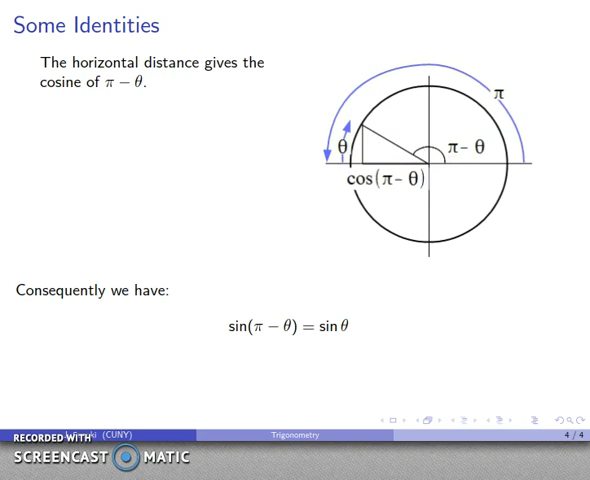 Some Identities
The horizontal distance gives the
cosine of π − θ.
π
θ
π− θ
cos(π− θ)
Consequently we have:
sin(π − θ) = sin θ
(CUNY)
Trigonometry
4 / 4
RECORDED WITH
SCREENCAST MATIC